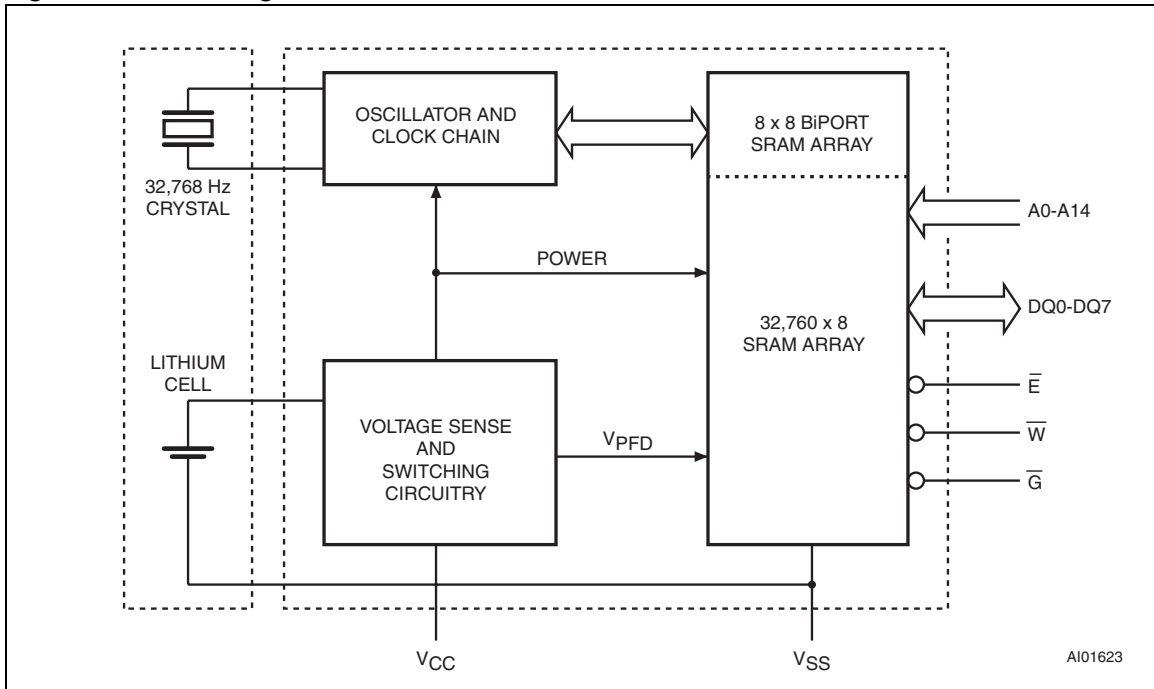 OSCILLATOR AND
CLOCK CHAIN
8 x 8 BiPORT
SRAM ARRAY
32,768 Hz
CRYSTAL
A0-A14
POWER
DQ0-DQ7
32,760 x 8
SRAM ARRAY
LITHIUM
CELL
E̅
VOLTAGE SENSE
AND
SWITCHING
CIRCUITRY
VPFD
W̅
G̅
VCC
VSS
AI01623